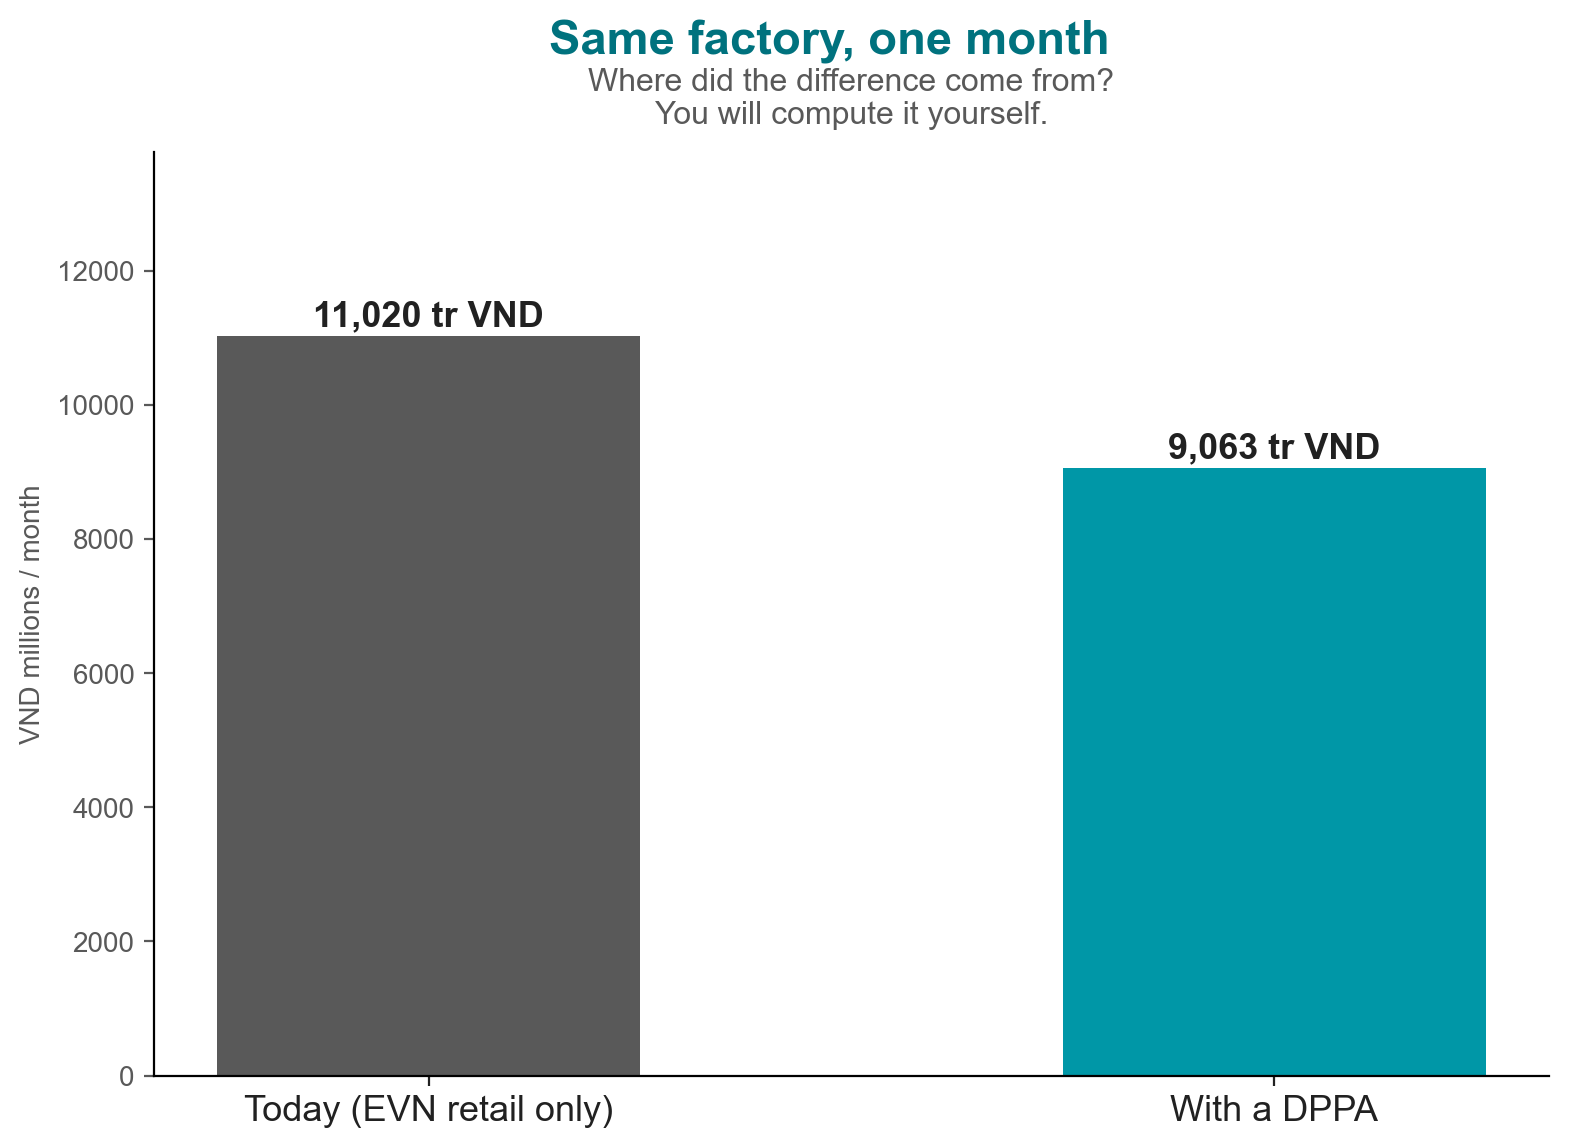 Same factory, one month
Where did the difference come from?
You will compute it yourself.
VND millions / month
12000
10000
8000
6000
4000
2000
0
11,020 tr VND
9,063 tr VND
Today (EVN retail only)
With a DPPA